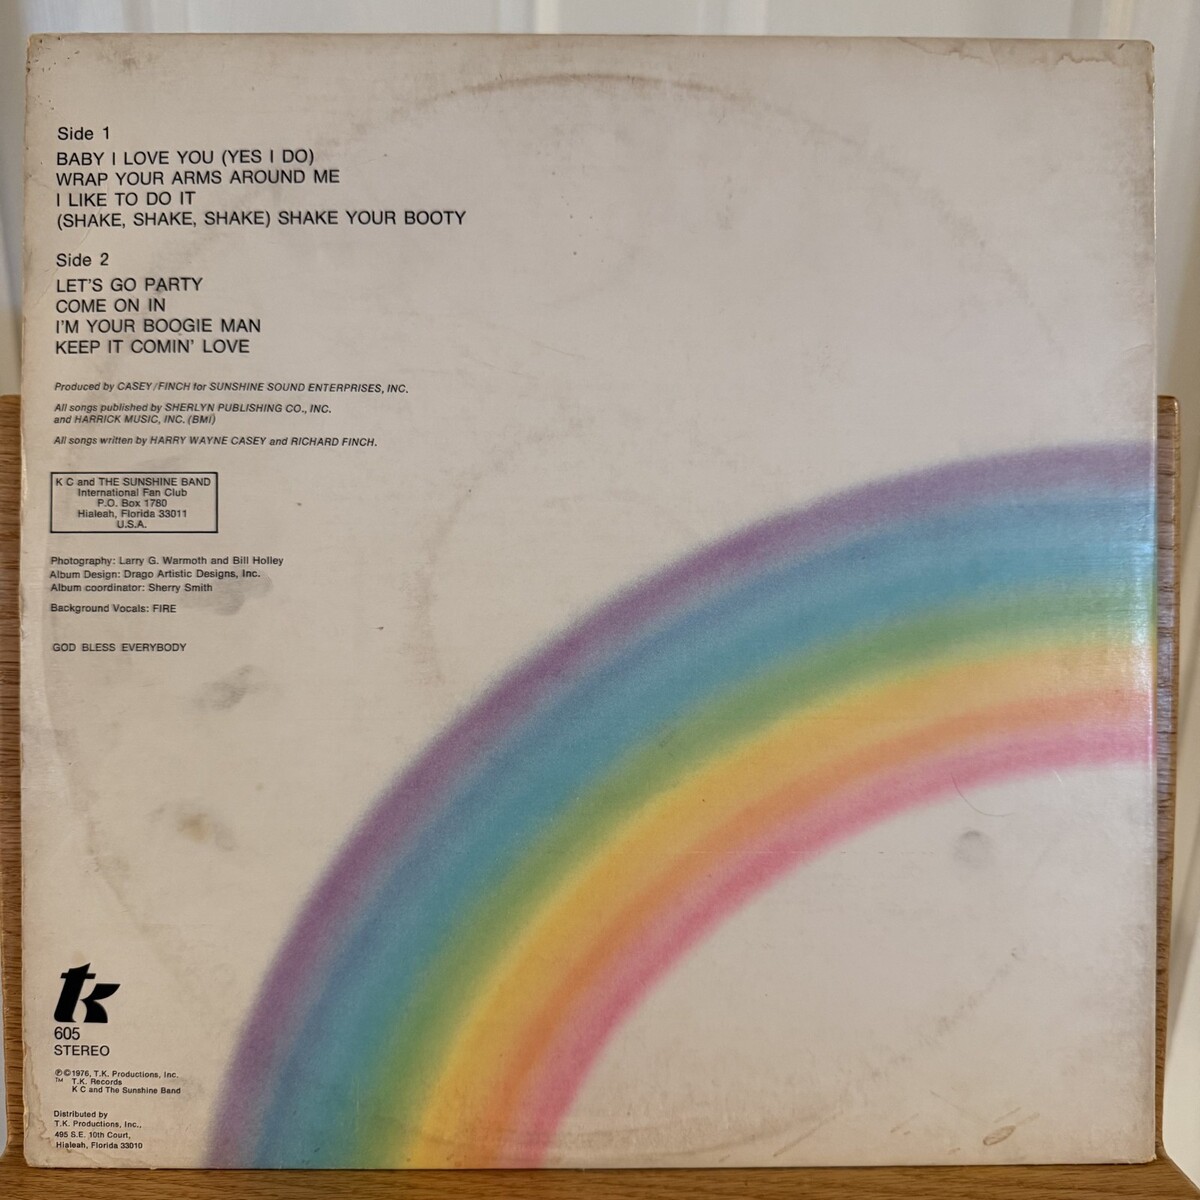 Side 1
BABY I LOVE YOU (YES I DO)
WRAP YOUR ARMS AROUND ME
I LIKE TO DO IT
(SHAKE, SHAKE, SHAKE) SHAKE YOUR BOOTY
Side 2
LET'S GO PARTY
COME ON IN
I'M YOUR BOOGIE MAN
KEEP IT COMIN' LOVE
Produced by CASEY/FINCH for SUNSHINE SOUND ENTERPRISES, INC.
All songs published by SHERLYN PUBLISHING CO., INC.
and HARRICK MUSIC, INC. (BMI)
All songs written by HARRY WAYNE CASEY and RICHARD FINCH.
K C and THE SUNSHINE BAND
International Fan Club
P.O. Box 1780
Hialeah, Florida 33011
U.S.A.
Photography: Larry G. Warmoth and Bill Holley
Album Design: Drago Artistic Designs, Inc.
Album coordinator: Sherry Smith
Background Vocals: FIRE
GOD BLESS EVERYBODY
tk
605
STEREO
℗©1976, T.K. Productions, Inc.
™ T.K. Records
K C and The Sunshine Band
Distributed by
T.K. Productions, Inc.,
495 S.E. 10th Court,
Hialeah, Florida 33010